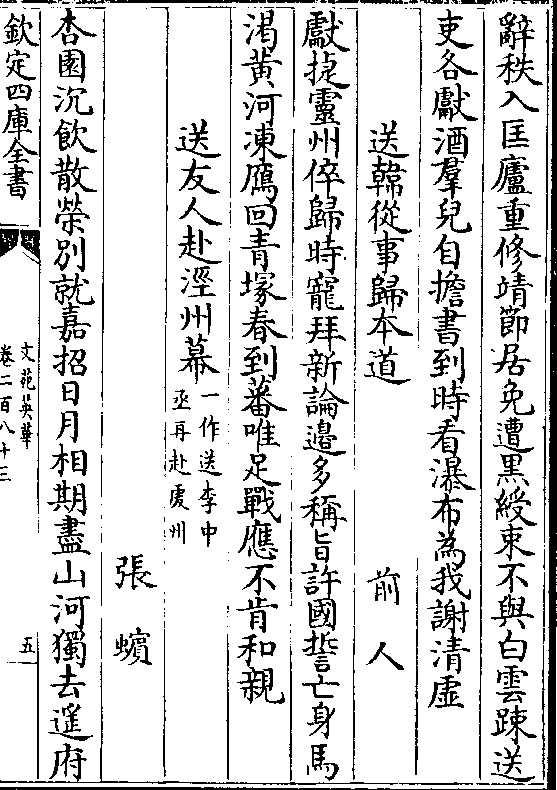 辭秩入匡廬重修靖節居免遭黑綬束不與白雲踈送
吏各獻酒羣兒自擔書到時看瀑布為我謝清虛
送韓從事歸本道　前人
獻捷靈州倅歸時寵拜新論邊多稱旨許國誓亡身馬
渇黄河凍鴈回青塚春到蕃唯足戰應不肯和親
送友人赴涇州幕一作送李中丞再赴䖍州
張蠙
杏園沉飲散榮別就嘉招日月相期盡山河獨去遥府
欽定四庫全書
文苑英華
卷二百八十三
五